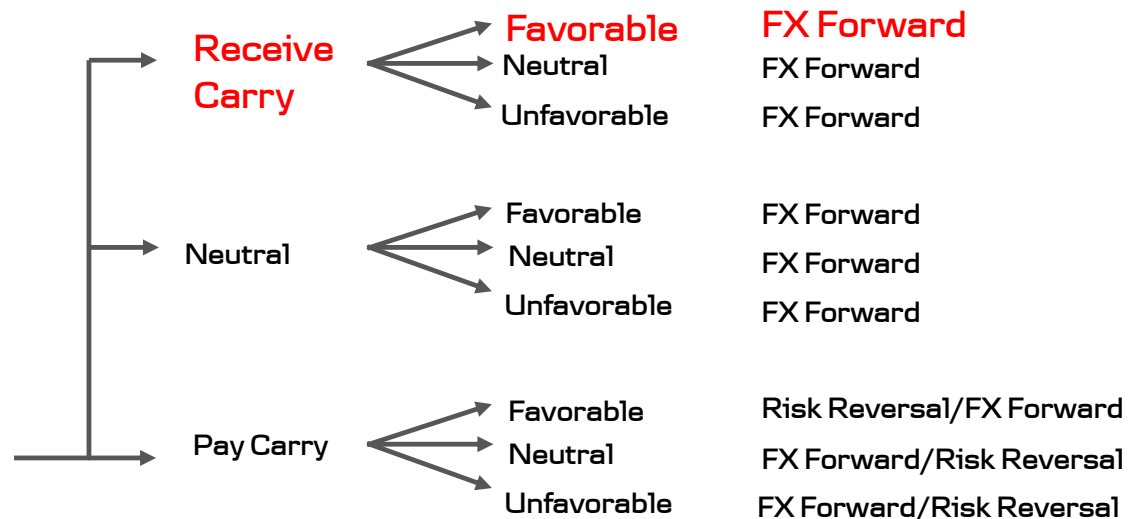 Receive
Carry
Favorable
FX Forward
Neutral
FX Forward
Unfavorable
FX Forward
Neutral
Favorable
FX Forward
Neutral
FX Forward
Unfavorable
FX Forward
Pay Carry
Favorable
Risk Reversal/FX Forward
Neutral
FX Forward/Risk Reversal
Unfavorable
FX Forward/Risk Reversal